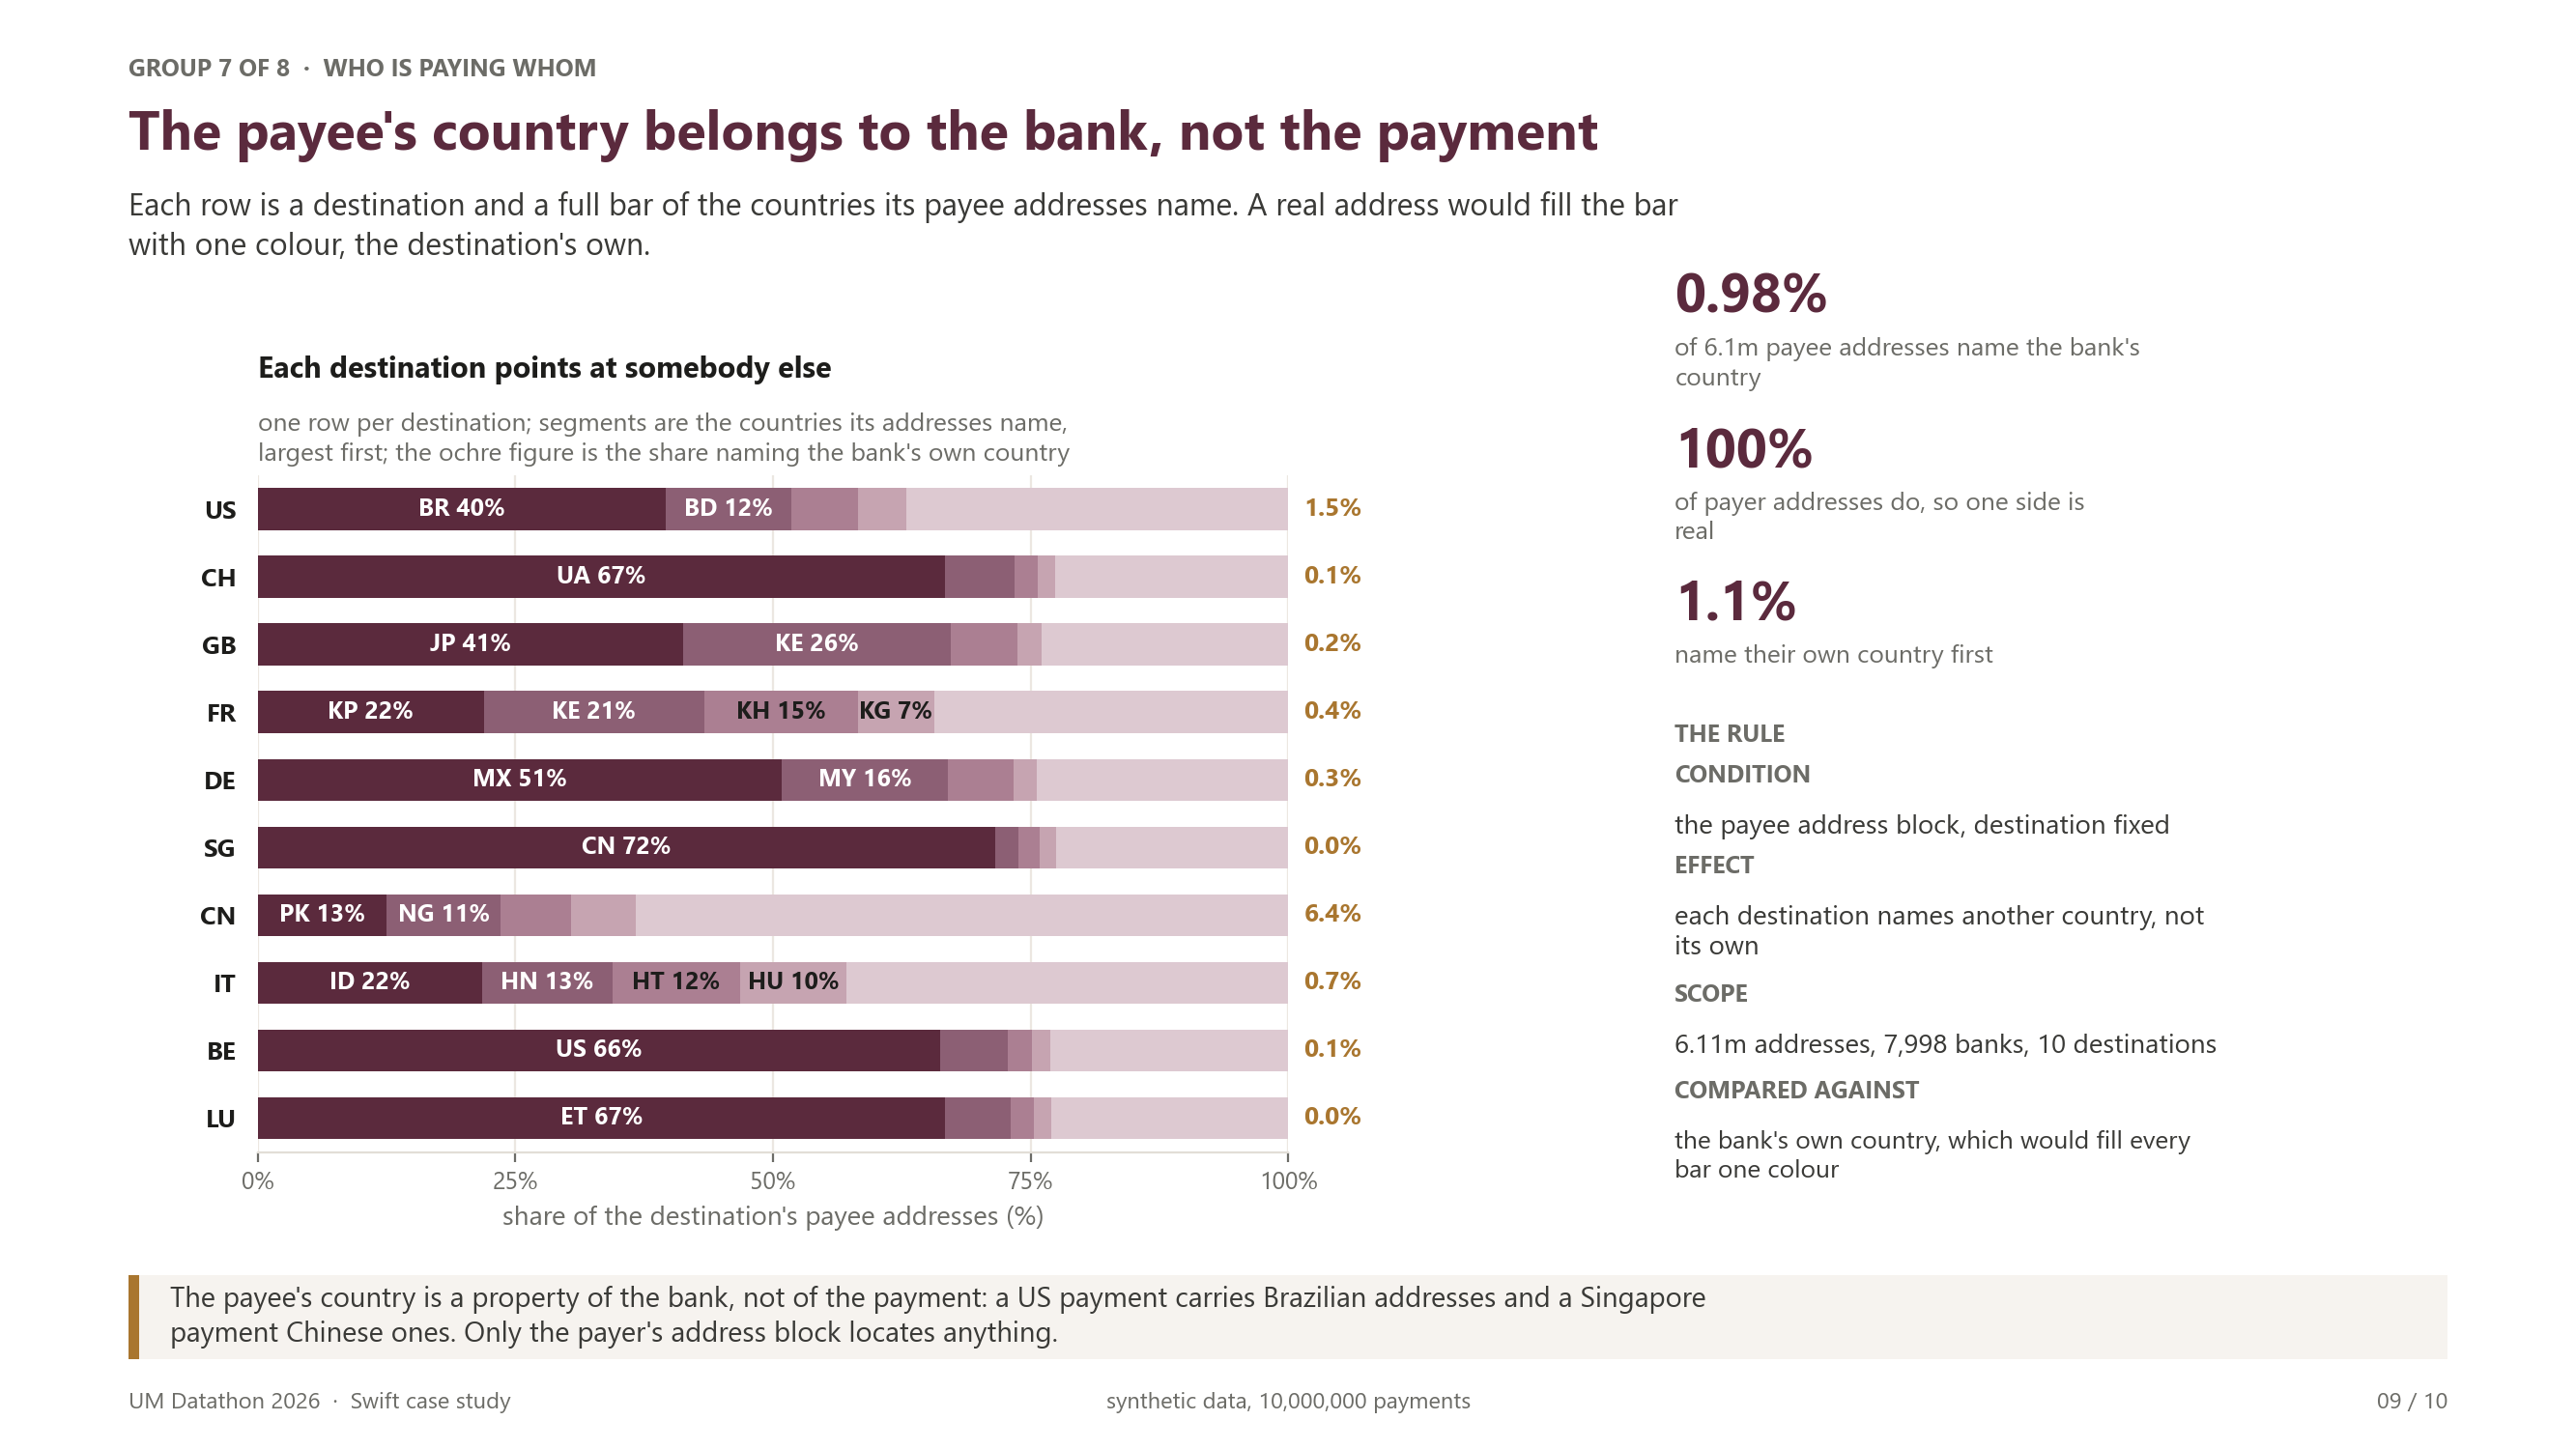 GROUP 7 OF 8 · WHO IS PAYING WHOM
The payee's country belongs to the bank, not the payment
Each row is a destination and a full bar of the countries its payee addresses name. A real address would fill the bar
with one colour, the destination's own.
Each destination points at somebody else
one row per destination; segments are the countries its addresses name,
largest first; the ochre figure is the share naming the bank's own country
US BR 40% BD 12% 1.5%
CH UA 67% 0.1%
GB JP 41% KE 26% 0.2%
FR KP 22% KE 21% KH 15% KG 7% 0.4%
DE MX 51% MY 16% 0.3%
SG CN 72% 0.0%
CN PK 13% NG 11% 6.4%
IT ID 22% HN 13% HT 12% HU 10% 0.7%
BE US 66% 0.1%
LU ET 67% 0.0%
0% 25% 50% 75% 100%
share of the destination's payee addresses (%)
0.98%
of 6.1m payee addresses name the bank's
country
100%
of payer addresses do, so one side is
real
1.1%
name their own country first
THE RULE
CONDITION
the payee address block, destination fixed
EFFECT
each destination names another country, not
its own
SCOPE
6.11m addresses, 7,998 banks, 10 destinations
COMPARED AGAINST
the bank's own country, which would fill every
bar one colour
The payee's country is a property of the bank, not of the payment: a US payment carries Brazilian addresses and a Singapore
payment Chinese ones. Only the payer's address block locates anything.
UM Datathon 2026 · Swift case study
synthetic data, 10,000,000 payments
09 / 10